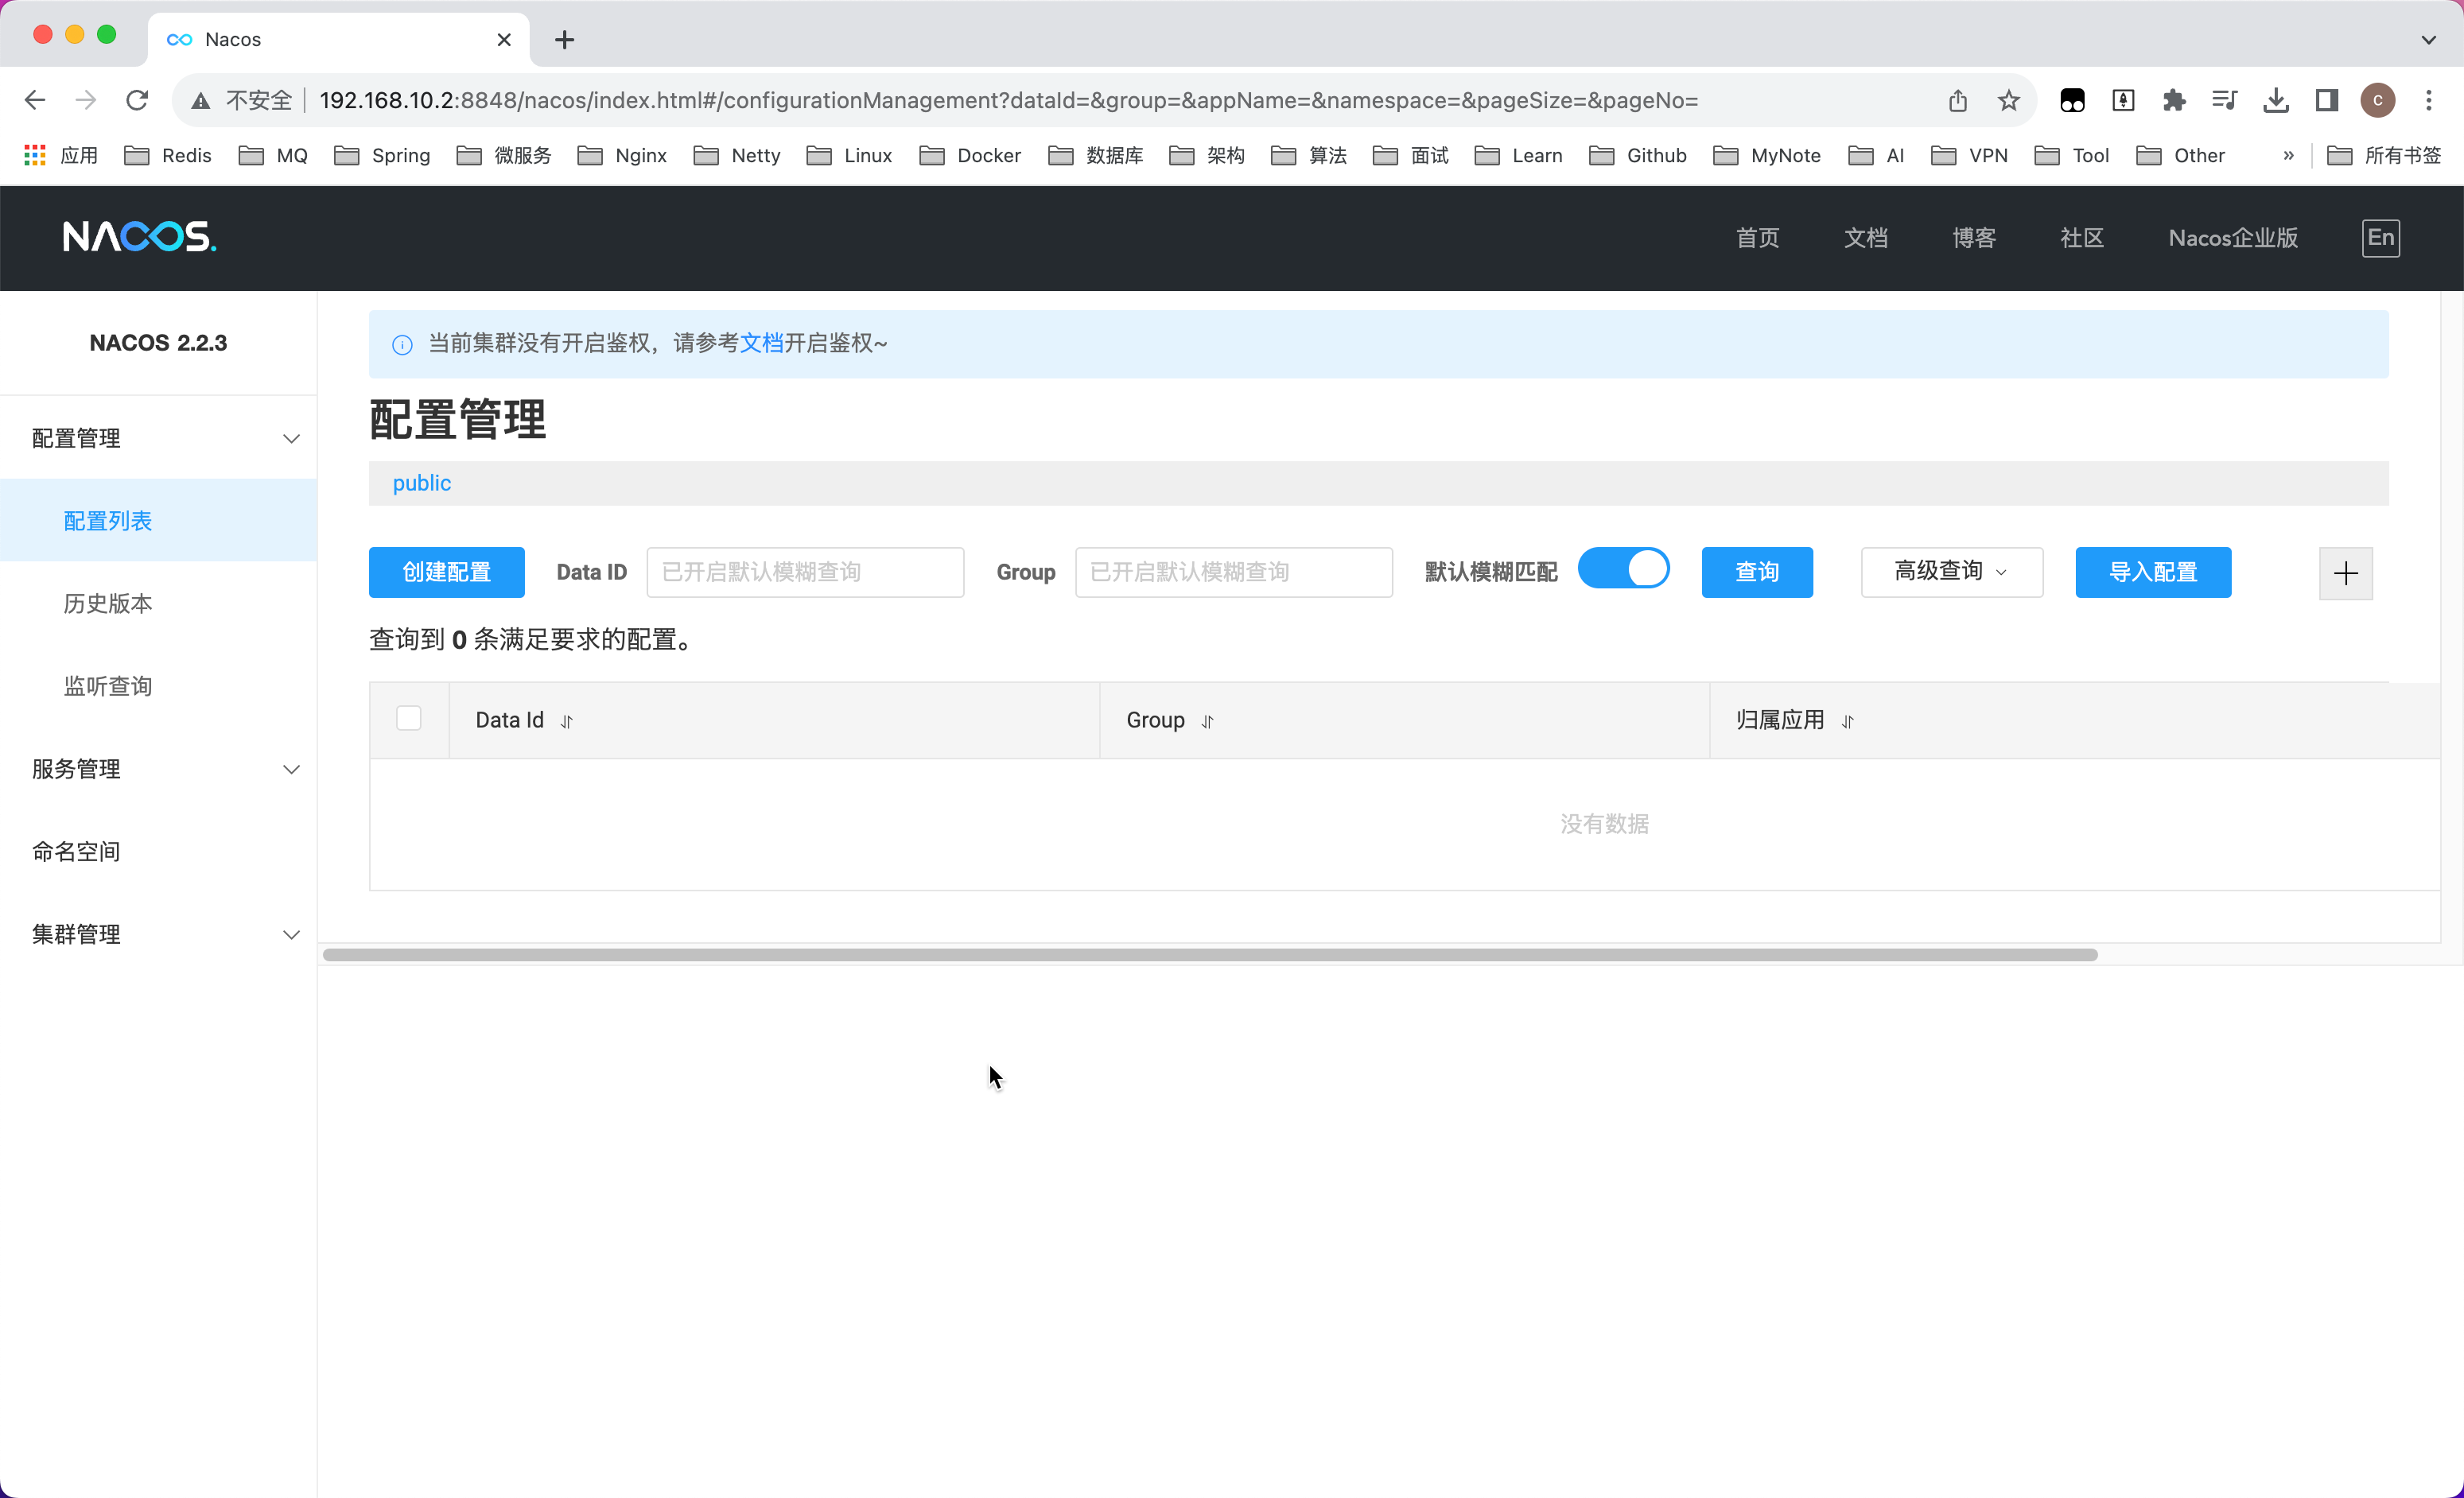 Nacos
不安全 192.168.10.2:8848/nacos/index.html#/configurationManagement?dataId=&group=&appName=&namespace=&pageSize=&pageNo= C
应用 Redis MQ Spring 微服务 Nginx Netty Linux Docker 数据库 架构 算法 面试 Learn Github MyNote AI VPN Tool Other » 所有书签
NACOS. 首页 文档 博客 社区 Nacos企业版 En
NACOS 2.2.3
配置管理
配置列表
历史版本
监听查询
服务管理
命名空间
集群管理
当前集群没有开启鉴权，请参考文档开启鉴权~
配置管理
public
创建配置 Data ID 已开启默认模糊查询 Group 已开启默认模糊查询 默认模糊匹配 查询 高级查询 导入配置
查询到 0 条满足要求的配置。
Data Id Group 归属应用
没有数据